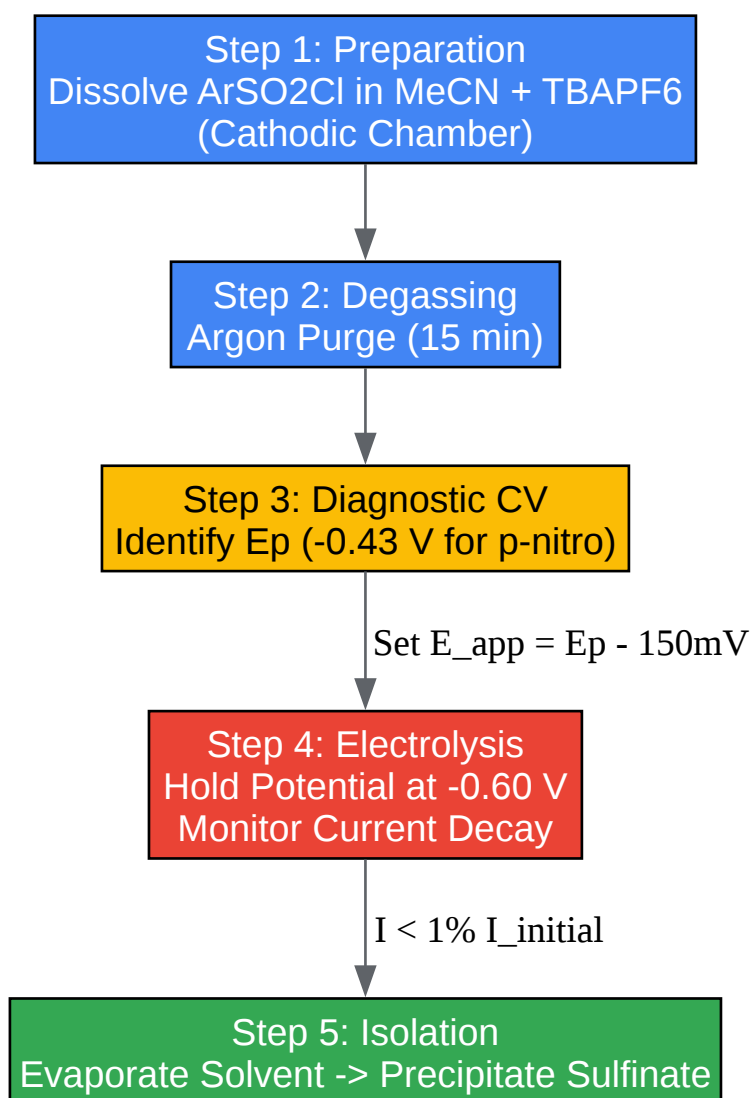 Step 1: Preparation
Dissolve ArSO2Cl in MeCN + TBAPF6
(Cathodic Chamber)
Step 2: Degassing
Argon Purge (15 min)
Step 3: Diagnostic CV
Identify Ep (-0.43 V for p-nitro)
Set E_app = Ep - 150mV
Step 4: Electrolysis
Hold Potential at -0.60 V
Monitor Current Decay
I < 1% I_initial
Step 5: Isolation
Evaporate Solvent -> Precipitate Sulfinate